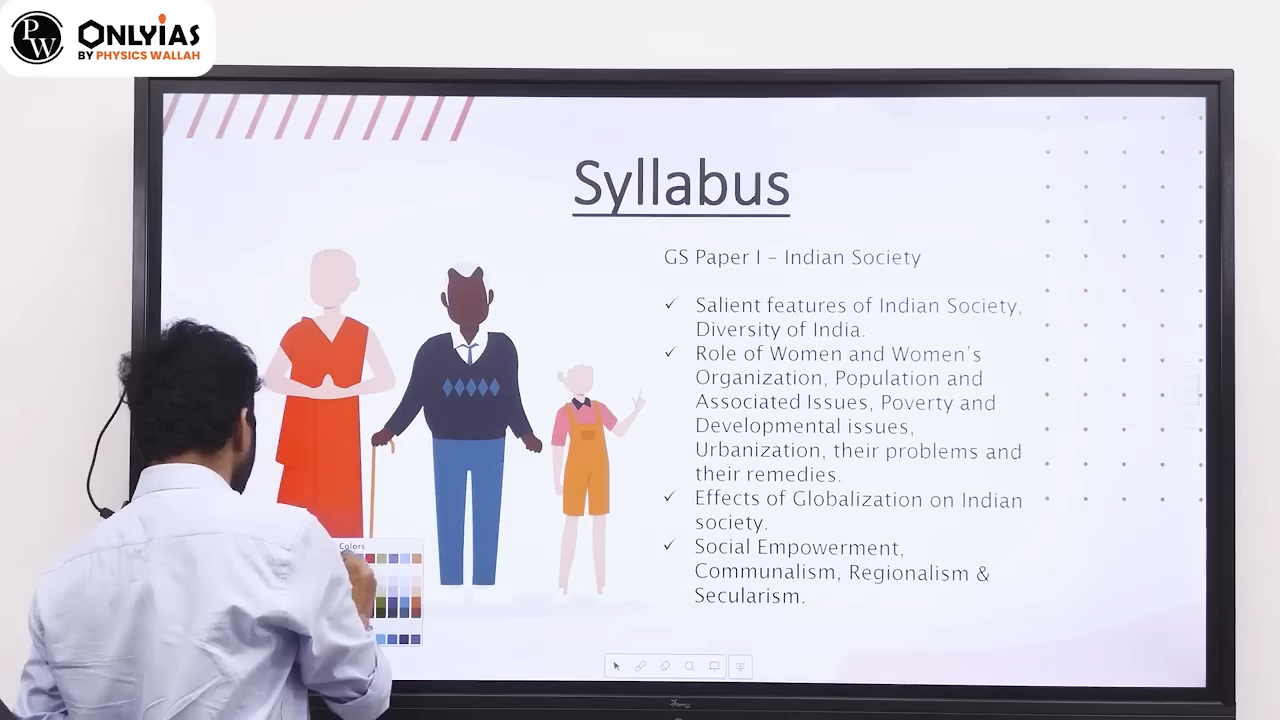 PW
ONLYIAS
BY PHYSICS WALLAH
Syllabus
GS Paper I – Indian Society
✓ Salient features of Indian Society,
Diversity of India.
✓ Role of Women and Women's
Organization, Population and
Associated Issues, Poverty and
Developmental issues,
Urbanization, their problems and
their remedies.
✓ Effects of Globalization on Indian
society.
✓ Social Empowerment,
Communalism, Regionalism &
Secularism.
Colors